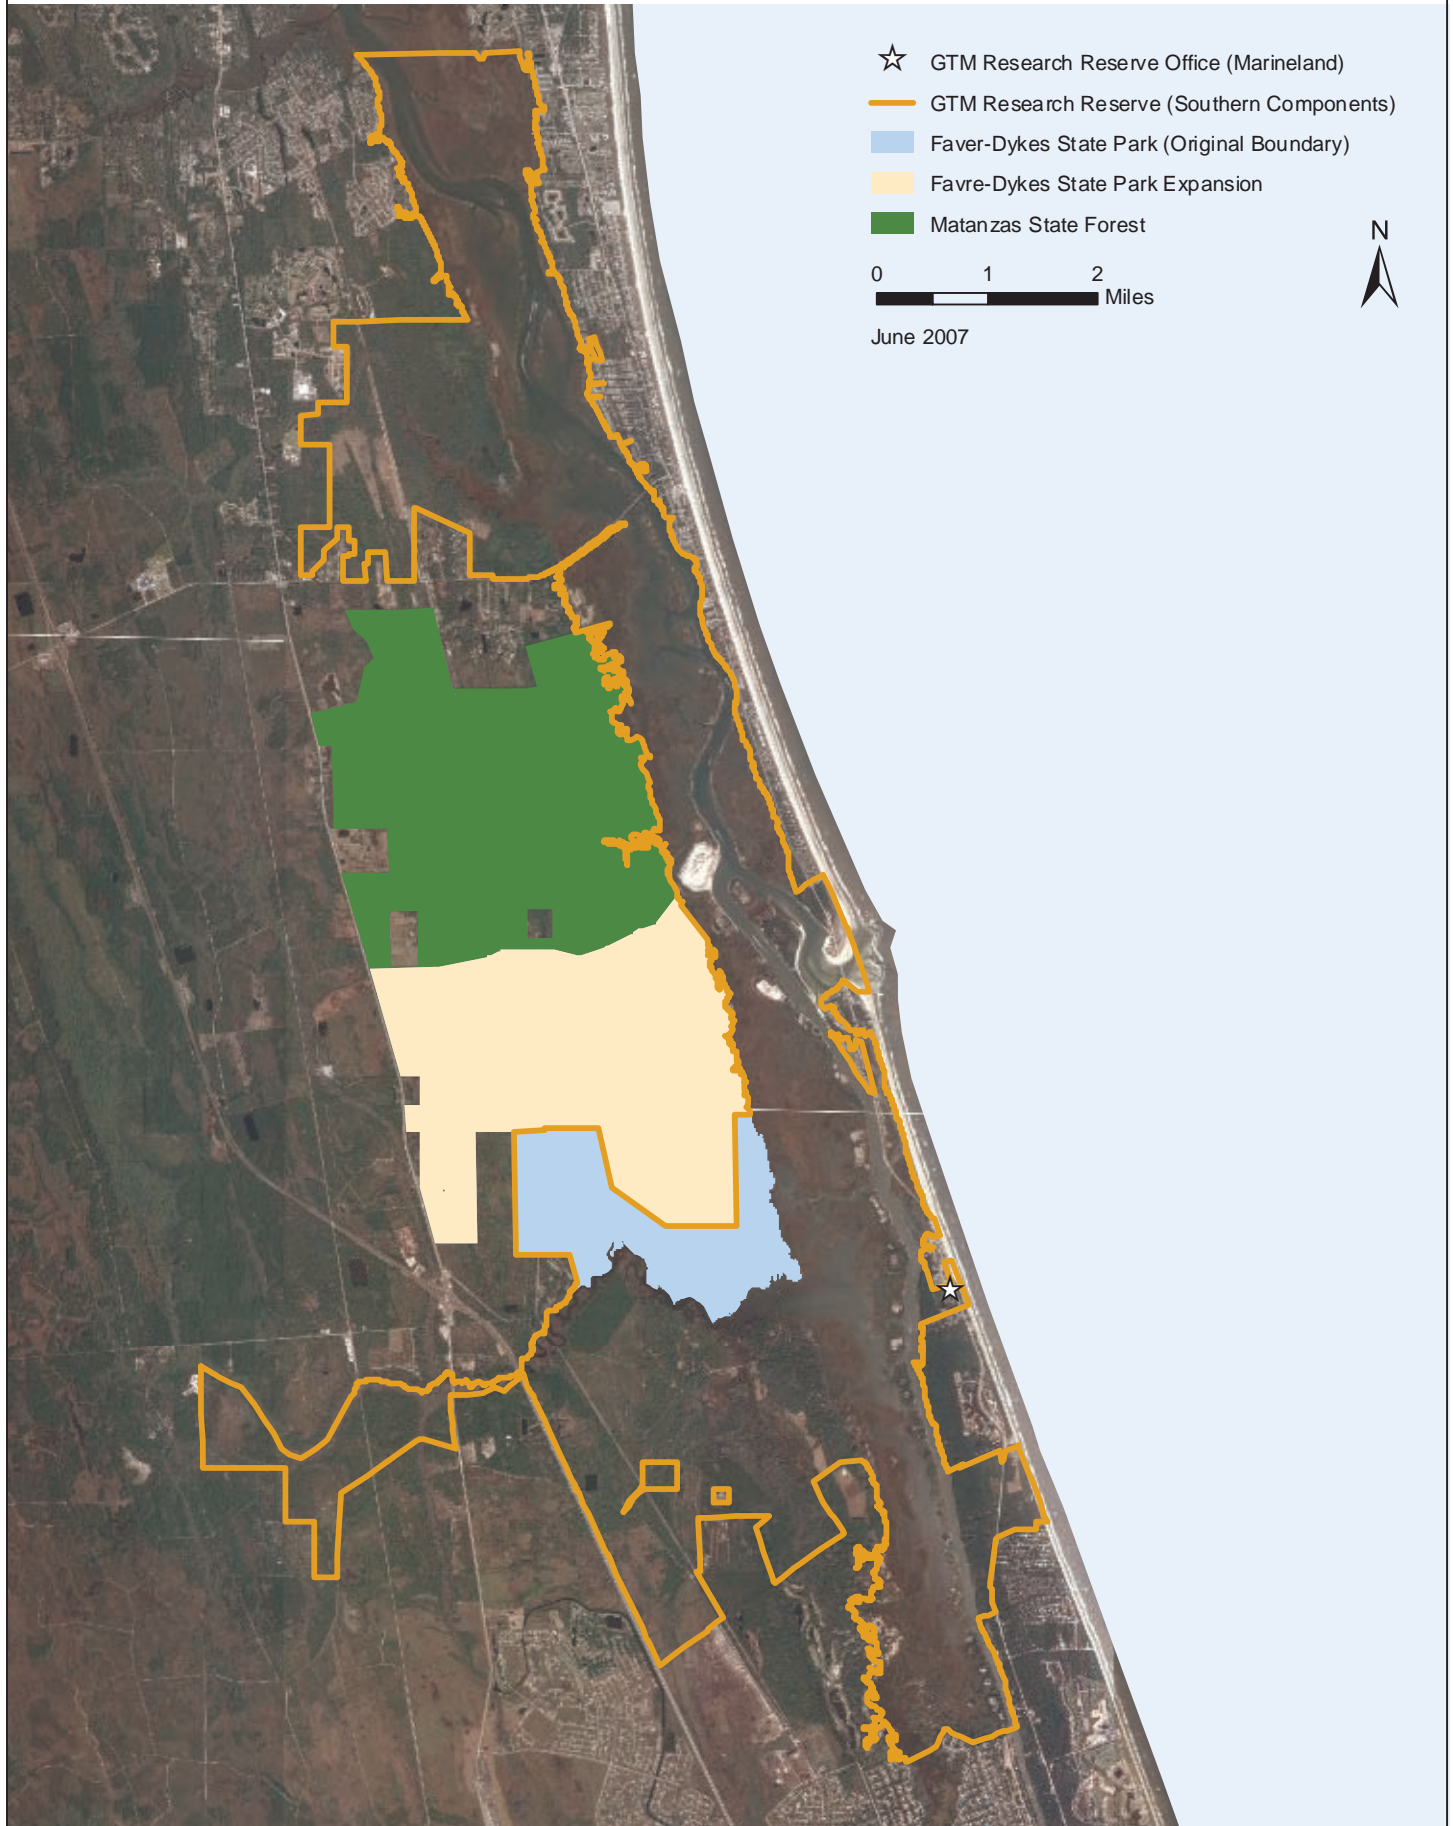 GTM Research Reserve Office (Marineland)
GTM Research Reserve (Southern Components)
Faver-Dykes State Park (Original Boundary)
Favre-Dykes State Park Expansion
Matanzas State Forest
N
0 1 2
Miles
June 2007